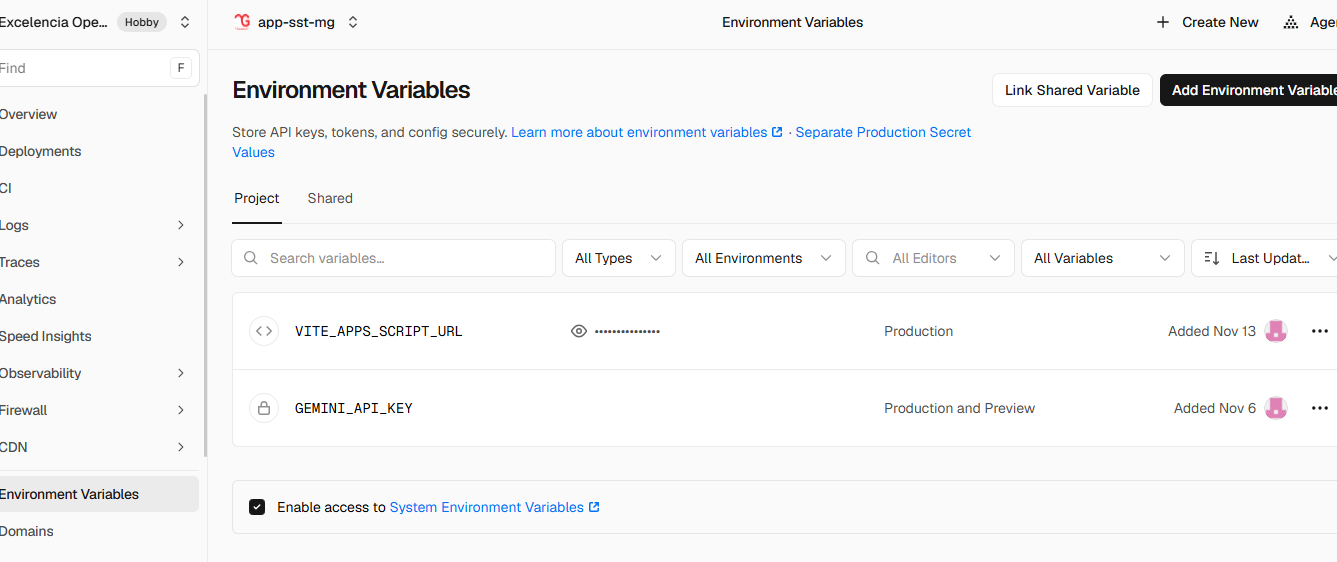 Excelencia Ope... Hobby
app-sst-mg
Environment Variables
Create New
Find F
Overview
Deployments
CI
Logs
Traces
Analytics
Speed Insights
Observability
Firewall
CDN
Environment Variables
Domains
Environment Variables
Link Shared Variable
Add Environment Variable
Store API keys, tokens, and config securely. Learn more about environment variables · Separate Production Secret
Values
Project Shared
Search variables... All Types All Environments All Editors All Variables Last Updat...
VITE_APPS_SCRIPT_URL ••••••••••••••• Production Added Nov 13
GEMINI_API_KEY Production and Preview Added Nov 6
Enable access to System Environment Variables